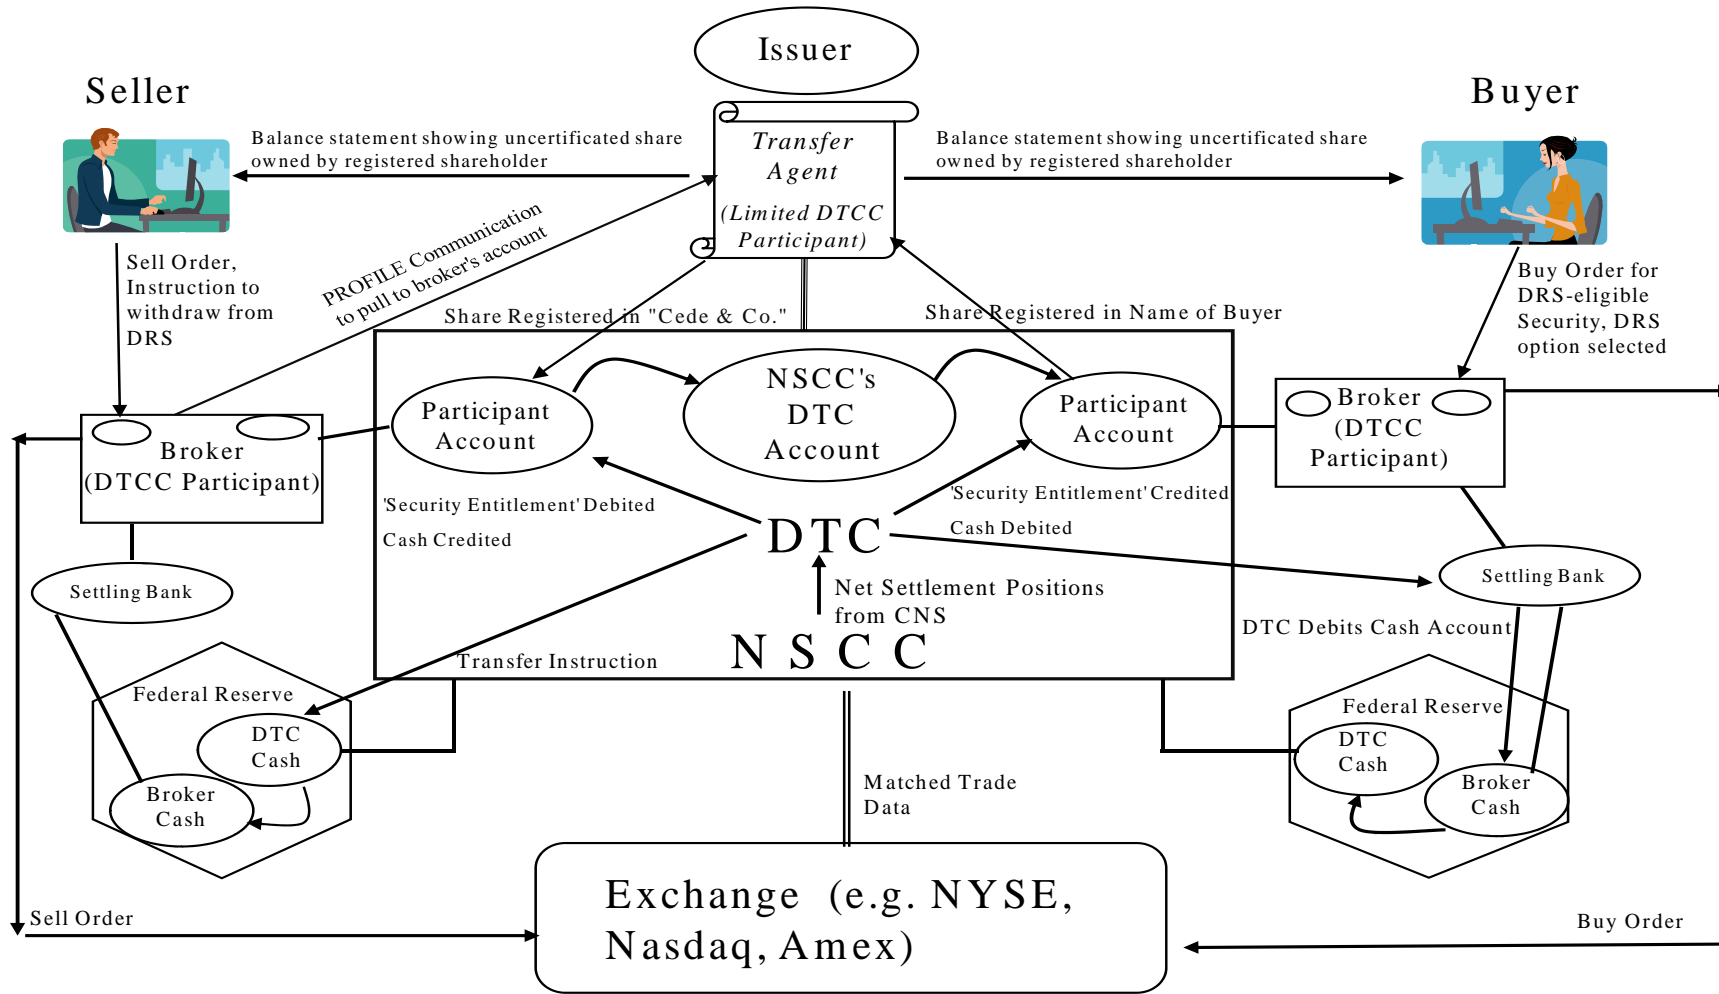 Issuer
Seller
Buyer
Balance statement showing uncertificated share
owned by registered shareholder
Transfer
Agent
(Limited DTCC
Participant)
Balance statement showing uncertificated share
owned by registered shareholder
PROFILE Communication
to pull to broker's account
Sell Order,
Instruction to
withdraw from
DRS
Buy Order for
DRS-eligible
Security, DRS
option selected
Share Registered in "Cede & Co."
Share Registered in Name of Buyer
Participant
Account
NSCC's
DTC
Account
Participant
Account
Broker
(DTCC Participant)
Broker
(DTCC
Participant)
'Security Entitlement' Debited
Cash Credited
DTC
'Security Entitlement' Credited
Cash Debited
Settling Bank
Settling Bank
Net Settlement Positions
from CNS
NSCC
Transfer Instruction
DTC Debits Cash Account
Federal Reserve
DTC
Cash
Broker
Cash
Federal Reserve
DTC
Cash
Broker
Cash
Matched Trade
Data
Exchange (e.g. NYSE,
Nasdaq, Amex)
Sell Order
Buy Order